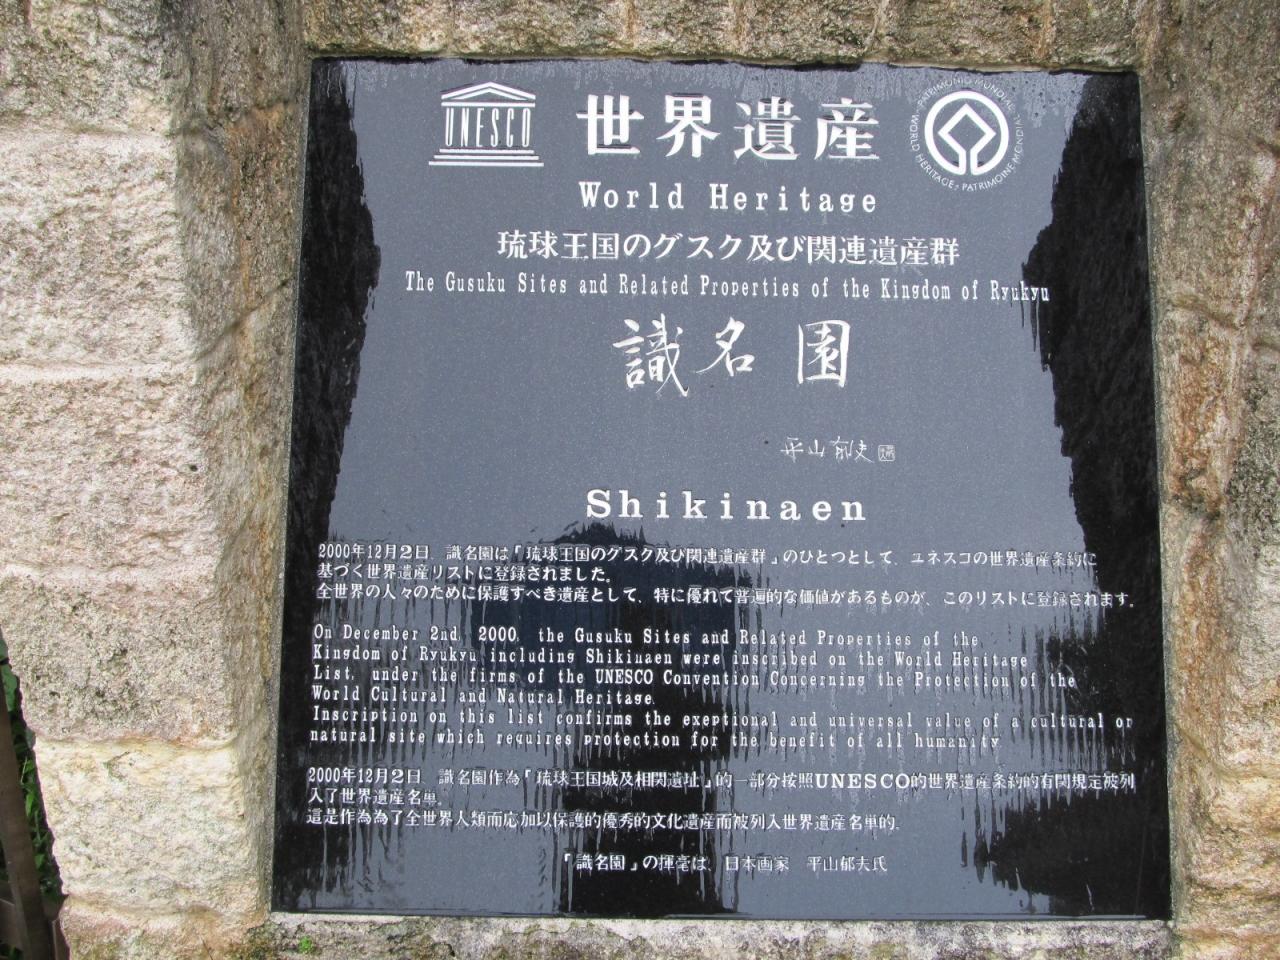 UNESCO
世界遺産
WORLD HERITAGE • PATRIMOINE MONDIAL • PATRIMONIO MUNDIAL
World Heritage
琉球王国のグスク及び関連遺産群
The Gusuku Sites and Related Properties of the Kingdom of Ryukyu
識名園
平山郁夫
Shikinaen
2000年12月2日、識名園は「琉球王国のグスク及び関連遺産群」のひとつとして、ユネスコの世界遺産条約に
基づく世界遺産リストに登録されました。
全世界の人々のために保護すべき遺産として、特に優れて普遍的な価値があるものが、このリストに登録されます。
On December 2nd, 2000, the Gusuku Sites and Related Properties of the
Kingdom of Ryukyu including Shikinaen were inscribed on the World Heritage
List, under the firms of the UNESCO Convention Concerning the Protection of the
World Cultural and Natural Heritage.
Inscription on this list confirms the exeptional and universal value of a cultural or
natural site which requires protection for the benefit of all humanity.
2000年12月2日、識名園作為「琉球王国城及相関遺址」的一部分按照UNESCO的世界遺産条約的有関規定被列
入了世界遺産名単。
這是作為為了全世界人類而応加以保護的優秀的文化遺産而被列入世界遺産名単的。
「識名園」の揮毫は、日本画家 平山郁夫氏